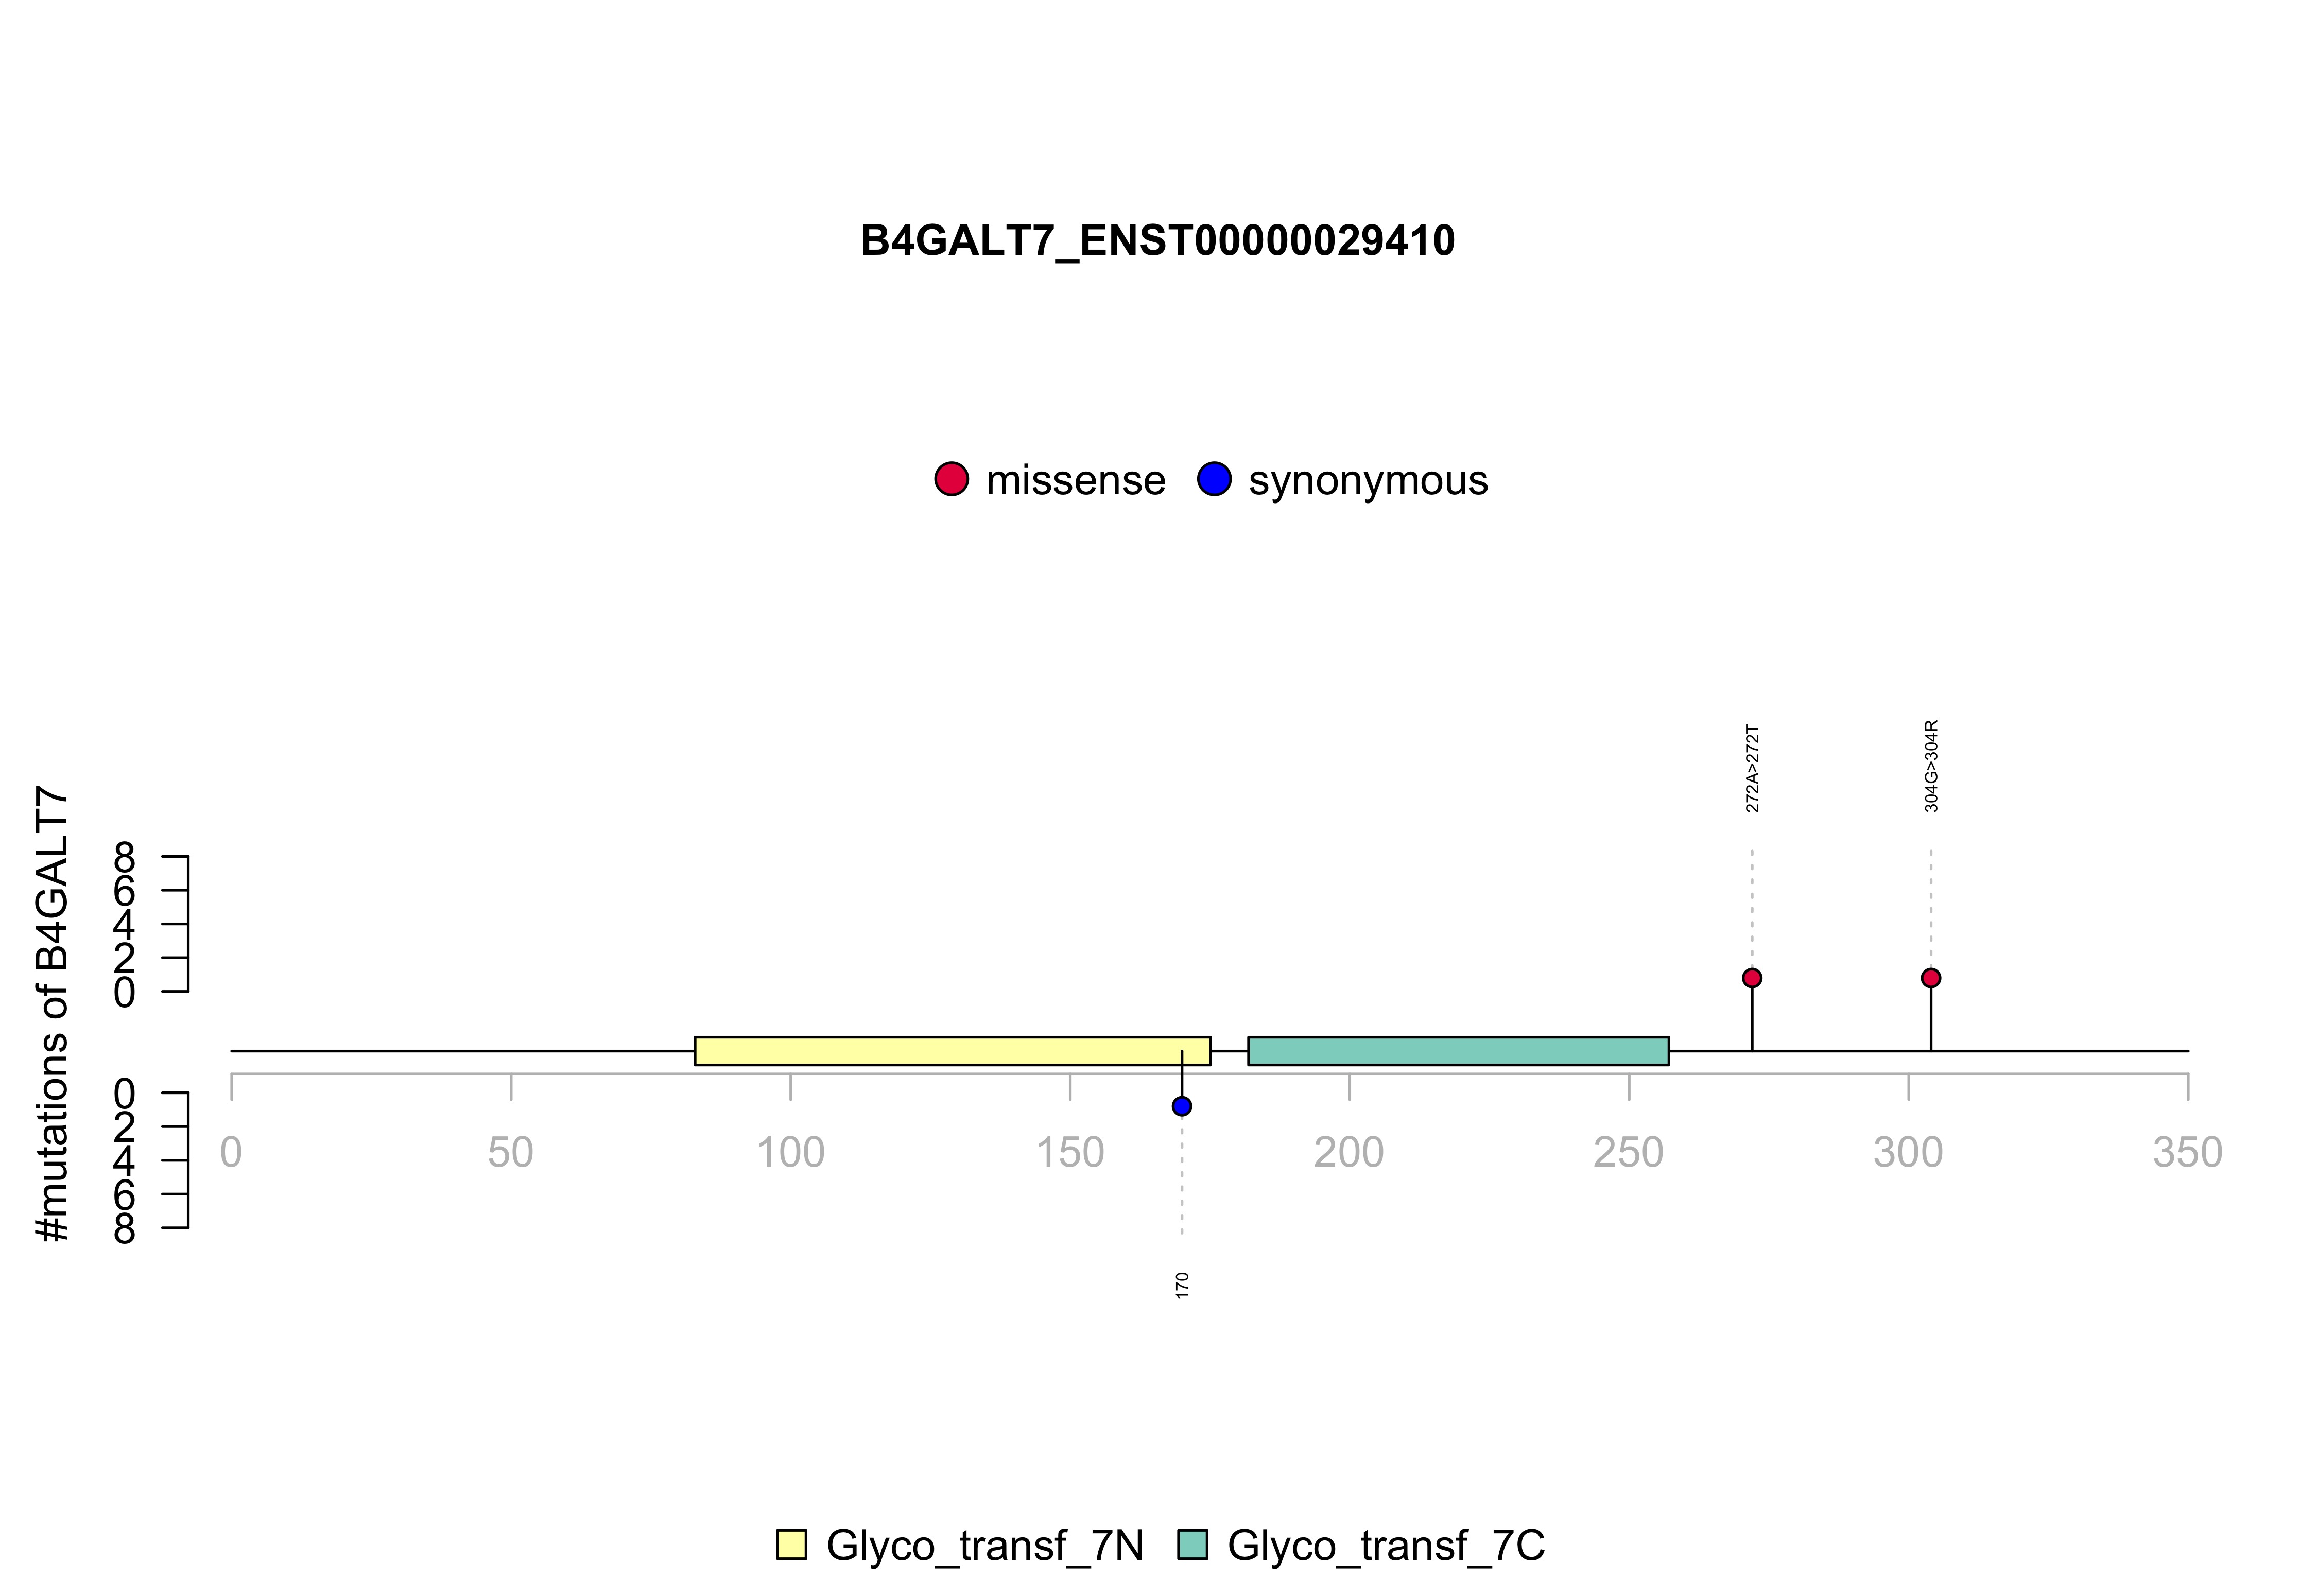 B4GALT7_ENST00000029410
missense synonymous
272A>272T
304G>304R
#mutations of B4GALT7
8
6
4
2
0
0
2
4
6
8
0 50 100 150 200 250 300 350
170
Glyco_transf_7N Glyco_transf_7C